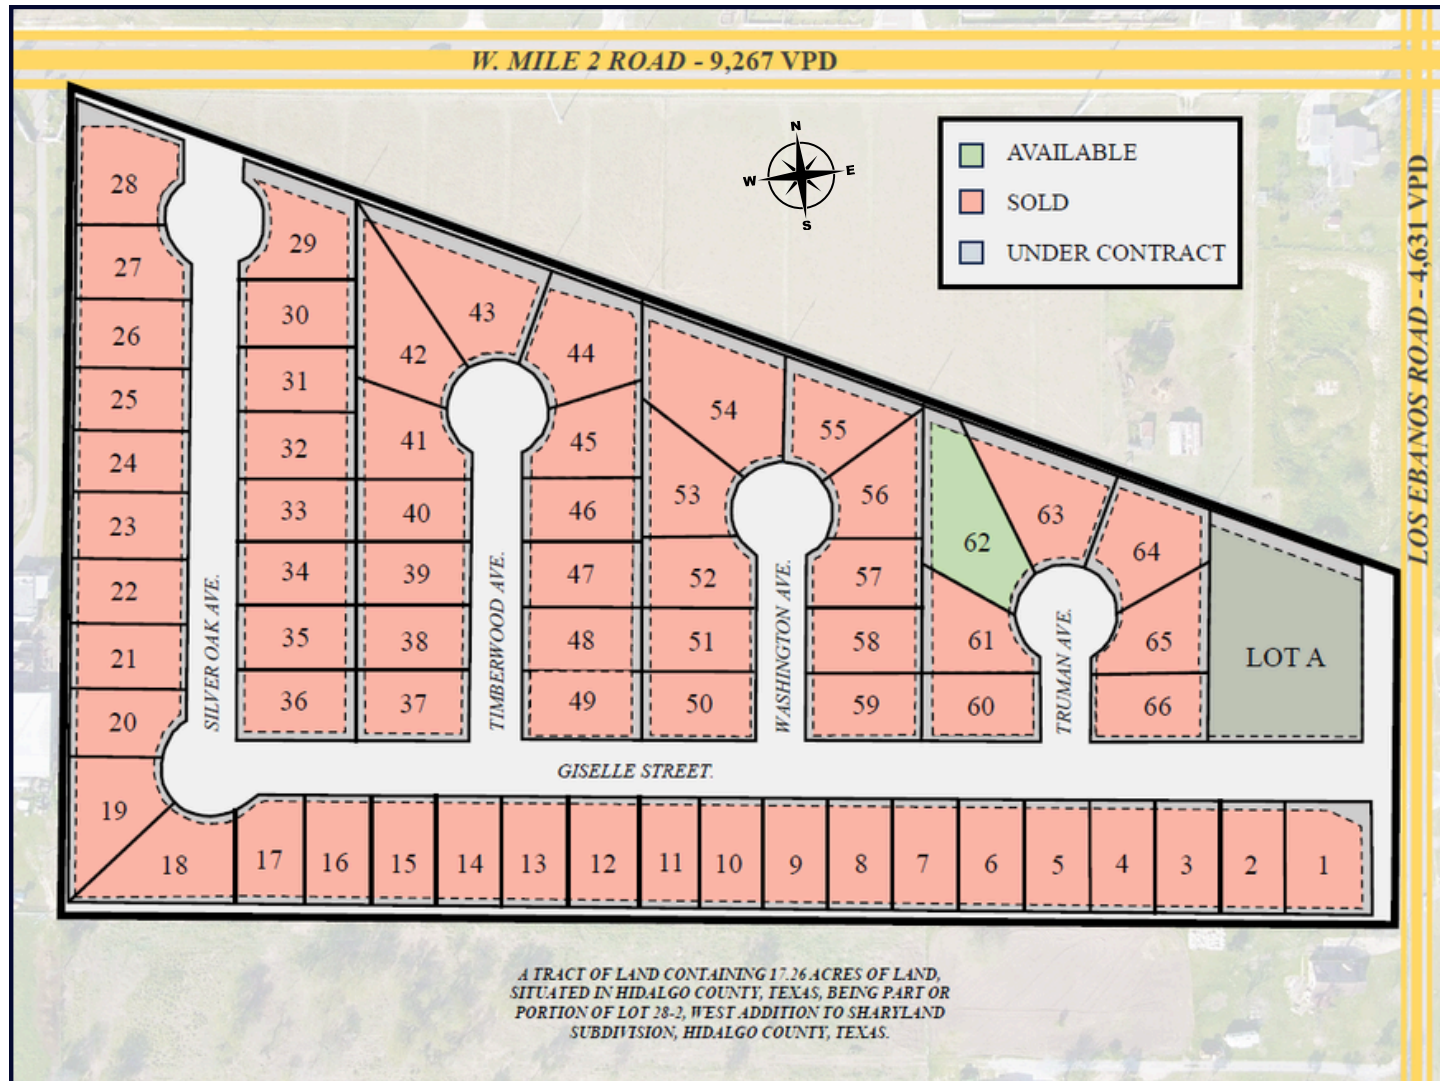 W. MILE 2 ROAD - 9,267 VPD
N
W E
S
AVAILABLE
SOLD
UNDER CONTRACT
LOS EBANOS ROAD - 4,631 VPD
28
27
26
25
24
23
22
21
20
19
18
SILVER OAK AVE.
29
30
31
32
33
34
35
36
43
42
41
40
39
38
37
TIMBERWOOD AVE.
44
45
46
47
48
49
54
53
52
51
50
WASHINGTON AVE.
55
56
57
58
59
62
61
60
63
TRUMAN AVE.
64
65
66
LOT A
GISELLE STREET.
17 16 15 14 13 12 11 10 9 8 7 6 5 4 3 2 1
A TRACT OF LAND CONTAINING 17.26 ACRES OF LAND,
SITUATED IN HIDALGO COUNTY, TEXAS, BEING PART OR
PORTION OF LOT 28-2, WEST ADDITION TO SHARYLAND
SUBDIVISION, HIDALGO COUNTY, TEXAS.